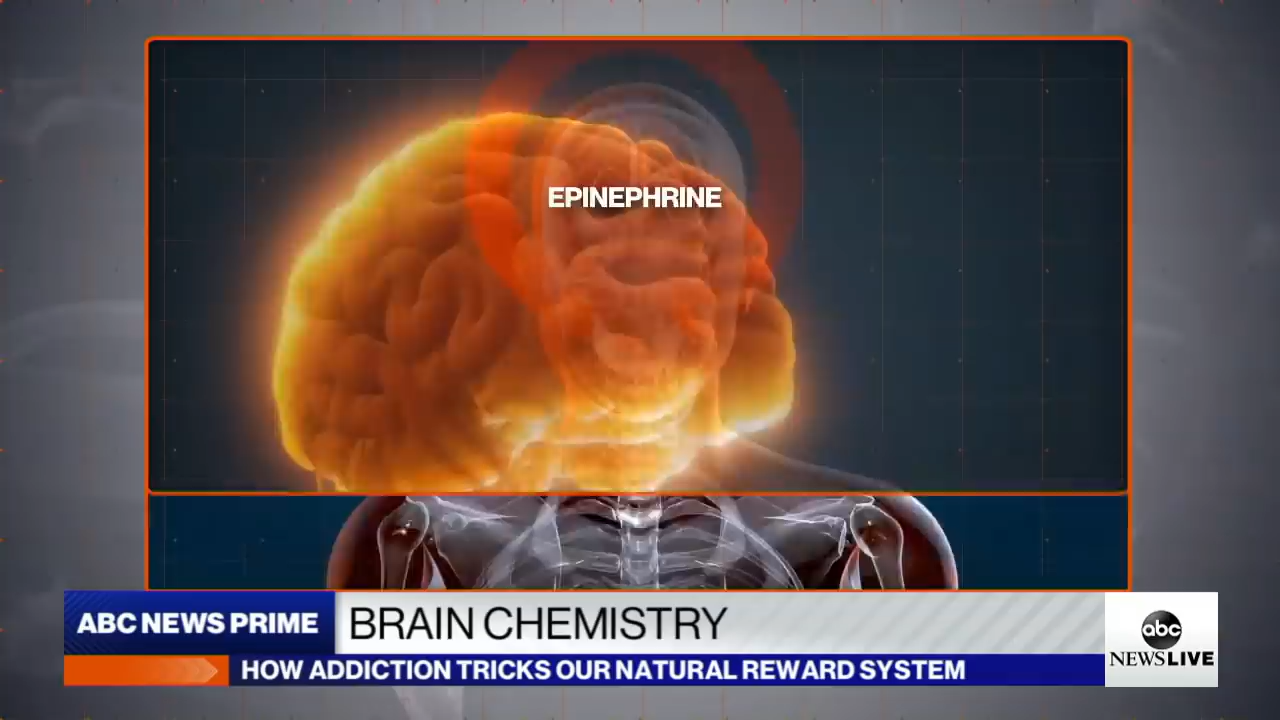 EPINEPHRINE
ABC NEWS PRIME
BRAIN CHEMISTRY
HOW ADDICTION TRICKS OUR NATURAL REWARD SYSTEM
abc
NEWSLIVE